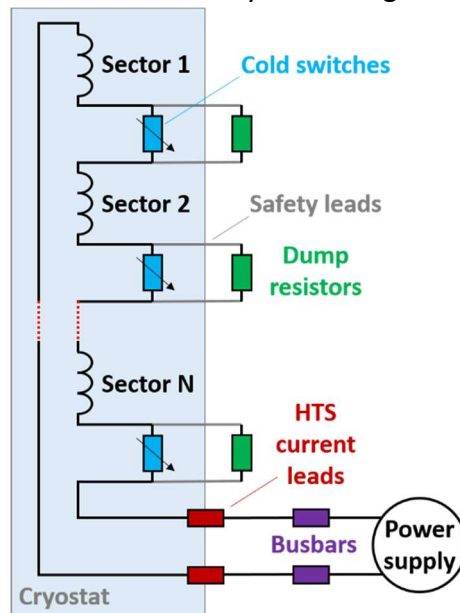 Sector 1
Cold switches
Sector 2
Safety leads
Dump
resistors
Sector N
HTS
current
leads
Busbars
Power
supply
Cryostat